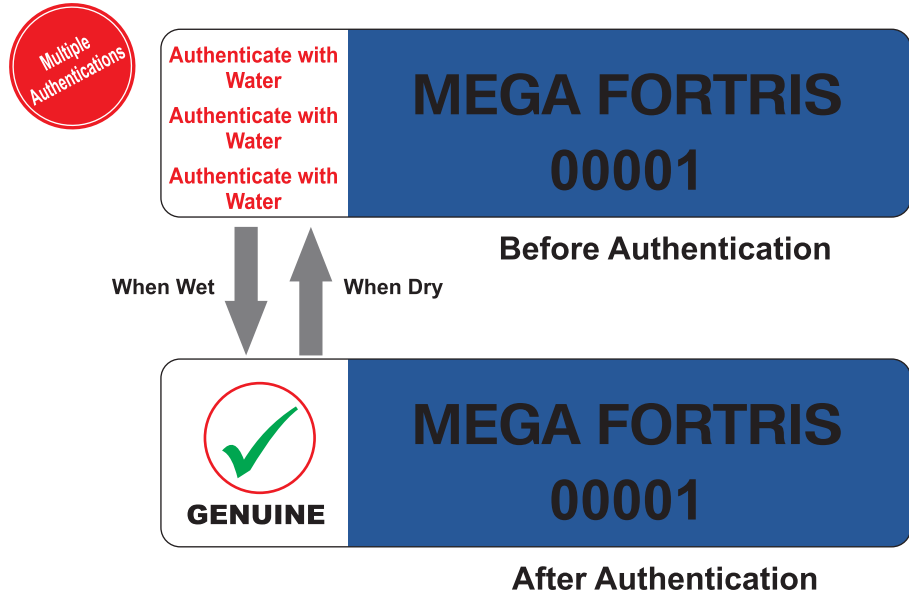 Multiple
Authentications
Authenticate with
Water
Authenticate with
Water
Authenticate with
Water
MEGA FORTRIS
00001
Before Authentication
When Wet
When Dry
GENUINE
MEGA FORTRIS
00001
After Authentication